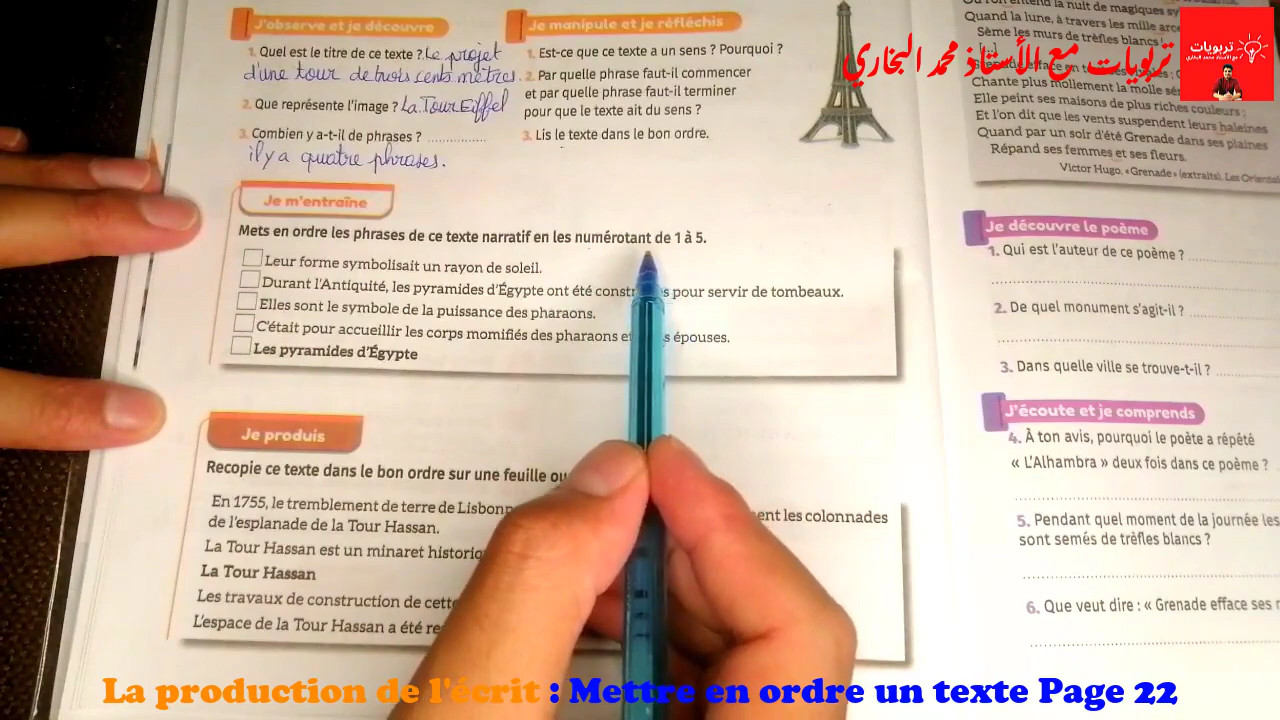 J'observe et je découvre
1. Quel est le titre de ce texte ? Le projet
d'une tour de trois cents mètres.
2. Que représente l'image ? La Tour Eiffel
3. Combien y a-t-il de phrases ? ................
il y a quatre phrases.
Je manipule et je réfléchis
1. Est-ce que ce texte a un sens ? Pourquoi ?
2. Par quelle phrase faut-il commencer
et par quelle phrase faut-il terminer
pour que le texte ait du sens ?
3. Lis le texte dans le bon ordre.
Je m'entraîne
Mets en ordre les phrases de ce texte narratif en les numérotant de 1 à 5.
Leur forme symbolisait un rayon de soleil.
Durant l'Antiquité, les pyramides d'Égypte ont été pour servir de tombeaux.
Elles sont le symbole de la puissance des pharaons.
C'était pour accueillir les corps momifiés des pharaons épouses.
Les pyramides d'Égypte
Je produis
Recopie ce texte dans le bon ordre sur une feuille
En 1755, le tremblement de terre de les colonnades
de l'esplanade de la Tour Hassan.
La Tour Hassan est un minaret
La Tour Hassan
Les travaux de construction de
L'espace de la Tour Hassan a été
la nuit de magiques
Quand la lune, à travers les mille
Sème les murs de trèfles blancs
Chante plus mollement la molle
Elle peint ses maisons de plus riches couleurs ;
Et l'on dit que les vents suspendent leurs haleines
Quand par un soir d'été Grenade dans ses plaines
Répand ses femmes et ses fleurs.
Victor Hugo, « Grenade » (extraits), Les
Je découvre le poème
1. Qui est l'auteur de ce poème ? ................
2. De quel monument s'agit-il ? ................
3. Dans quelle ville se trouve-t-il ? ................
J'écoute et je comprends
4. À ton avis, pourquoi le poète a répété
« L'Alhambra » deux fois dans ce poème ?
5. Pendant quel moment de la journée les
sont semés de trèfles blancs ?
6. Que veut dire : « Grenade efface ses
تربويات مع الأستاذ محمد البخاري
تربويات
مع الأستاذ محمد البخاري
La production de l'écrit : Mettre en ordre un texte Page 22